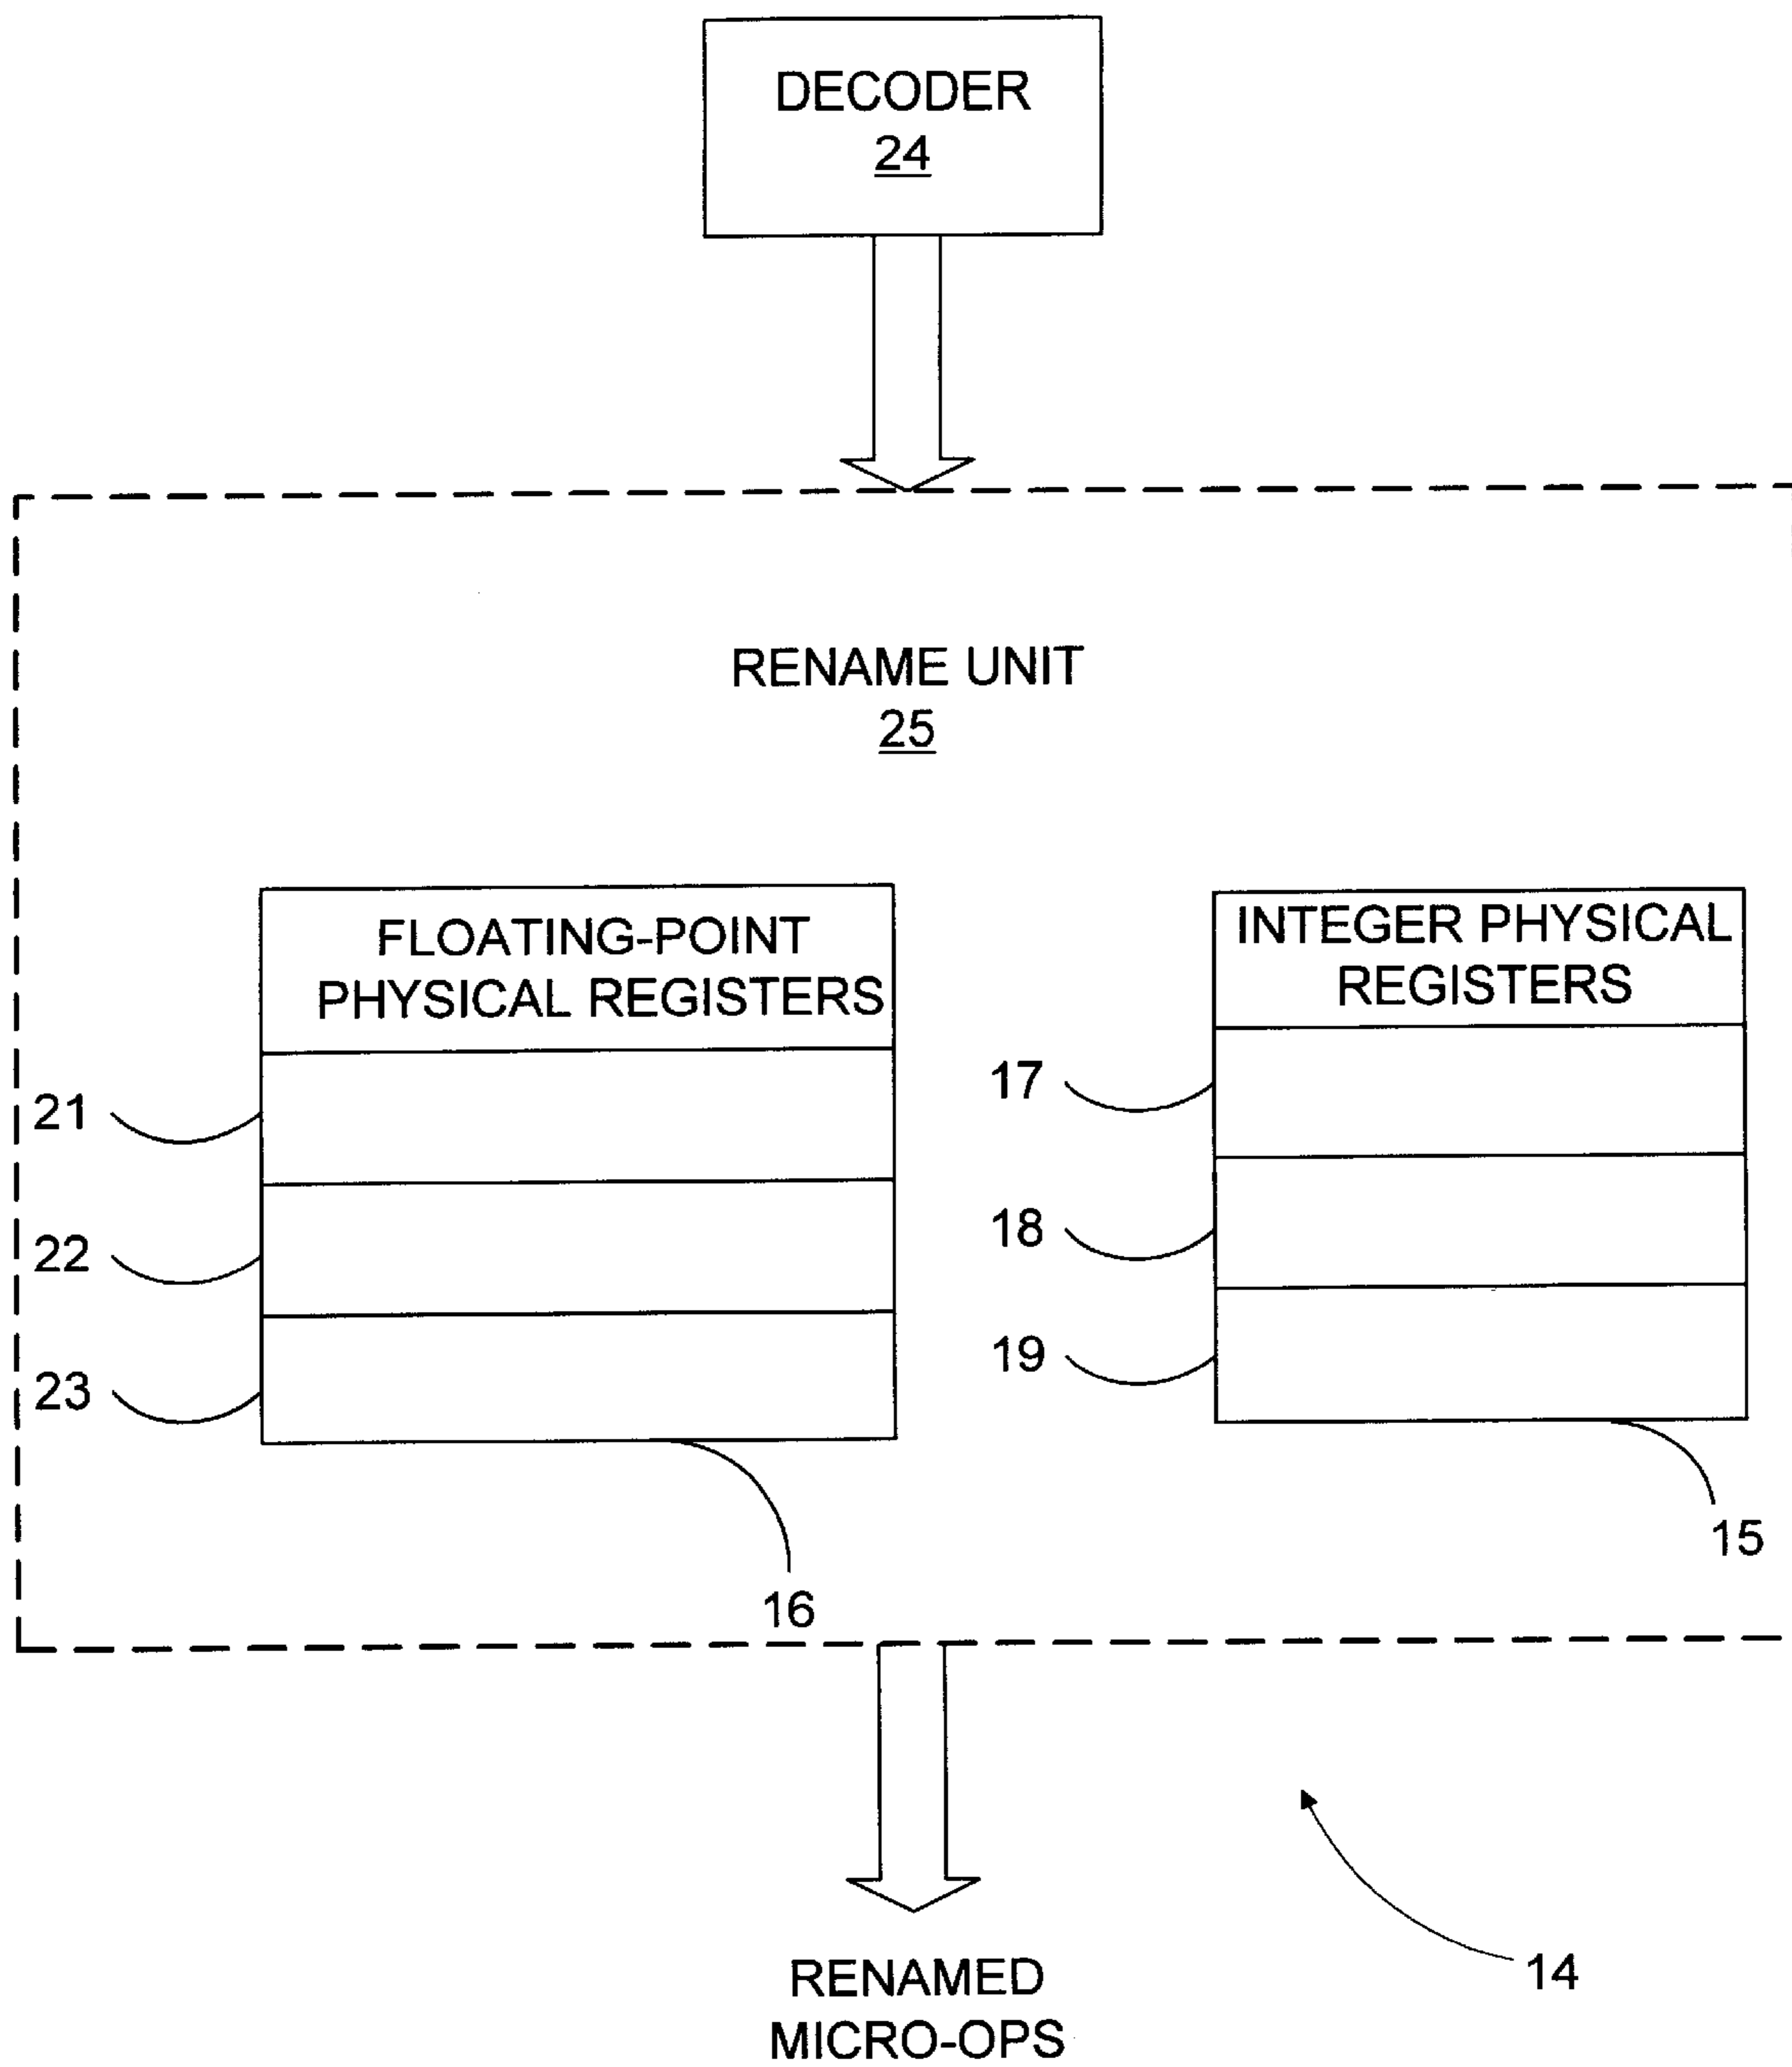 DECODER
24
RENAME UNIT
25
FLOATING-POINT
PHYSICAL REGISTERS
21
22
23
16
INTEGER PHYSICAL
REGISTERS
17
18
19
15
RENAMED
MICRO-OPS
14